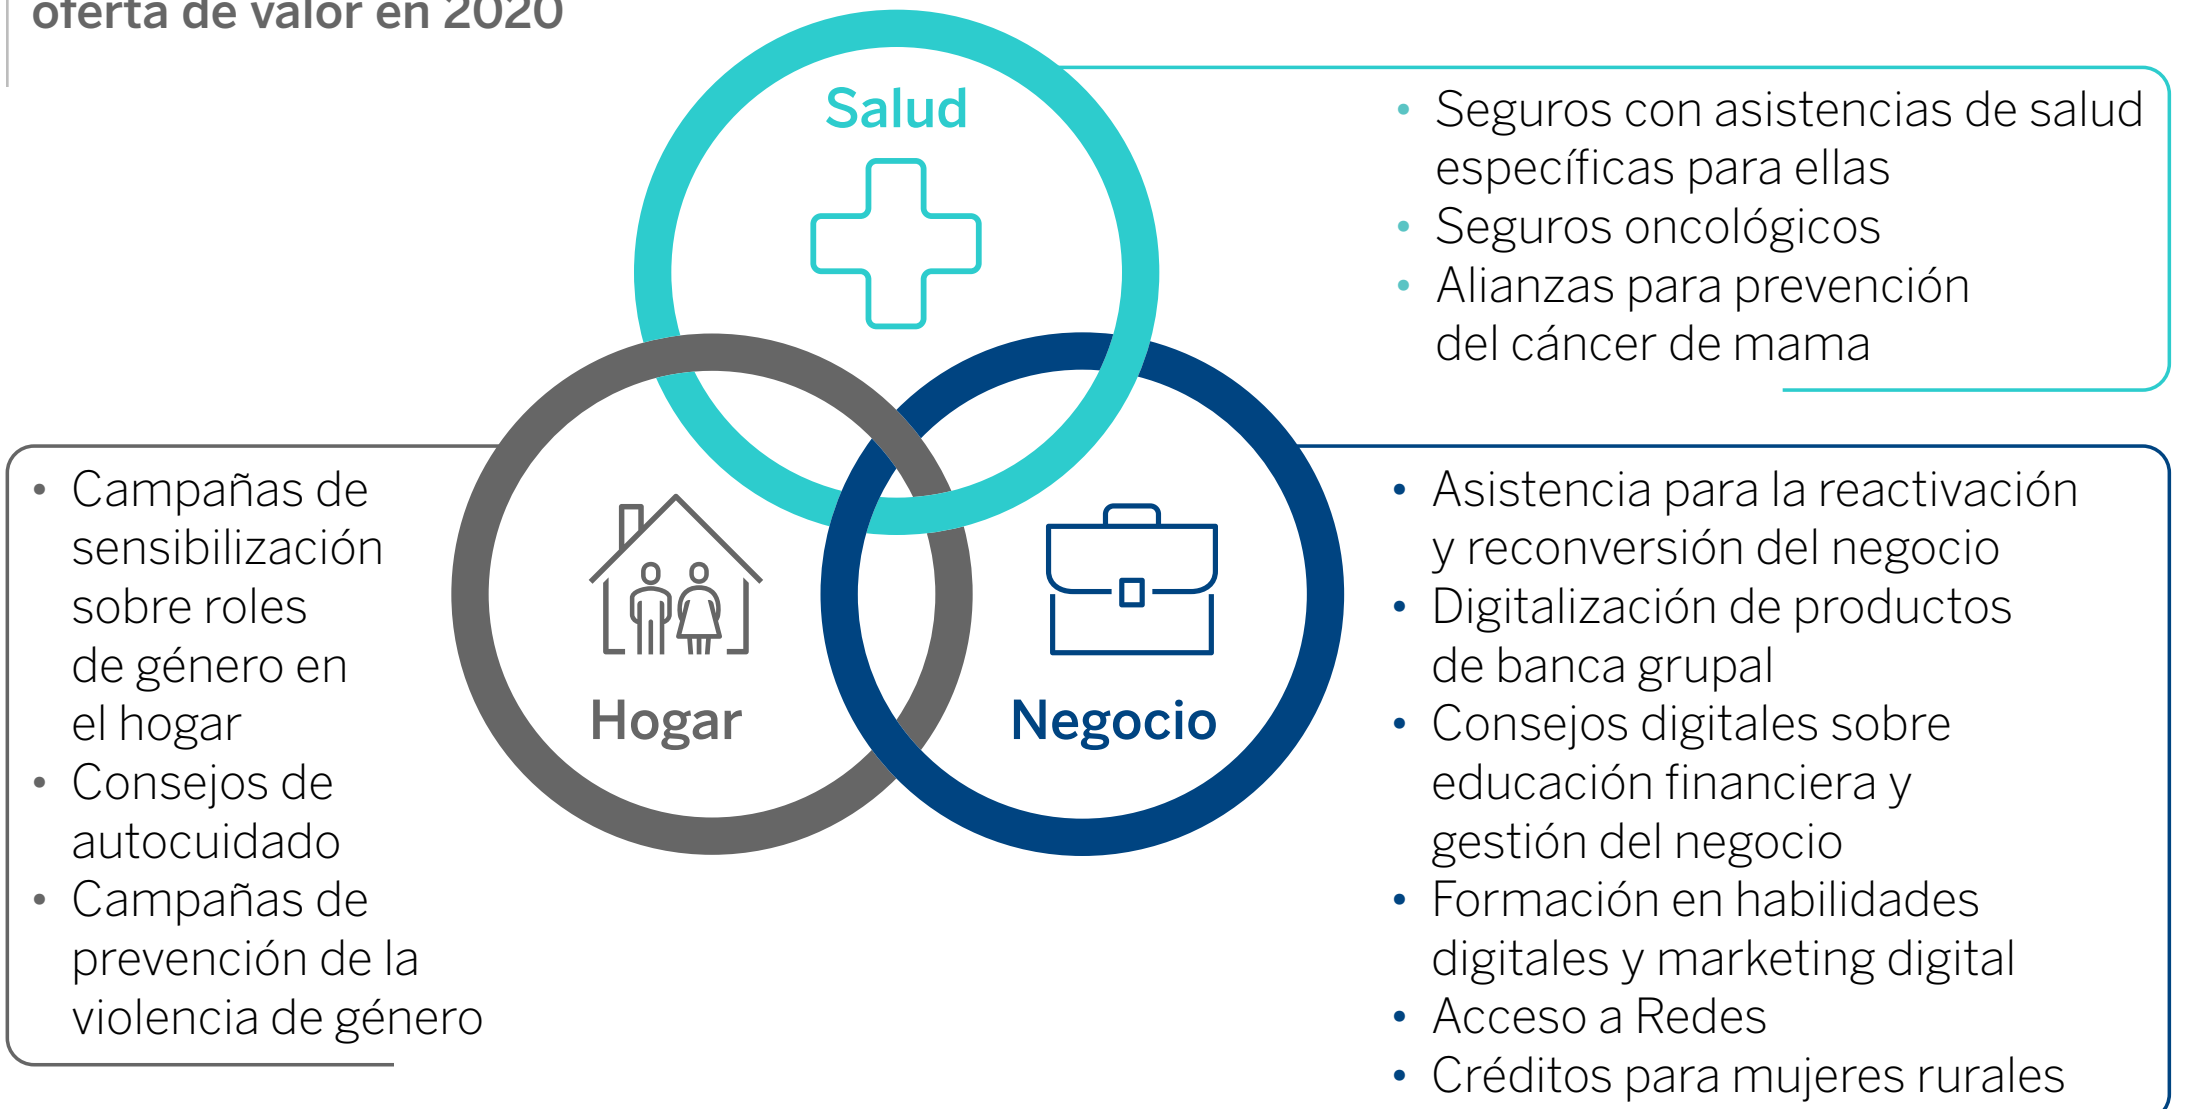 oferta de valor en 2020
Salud
• Seguros con asistencias de salud
específicas para ellas
• Seguros oncológicos
• Alianzas para prevención
del cáncer de mama
Hogar
• Campañas de
sensibilización
sobre roles
de género en
el hogar
• Consejos de
autocuidado
• Campañas de
prevención de la
violencia de género
Negocio
• Asistencia para la reactivación
y reconversión del negocio
• Digitalización de productos
de banca grupal
• Consejos digitales sobre
educación financiera y
gestión del negocio
• Formación en habilidades
digitales y marketing digital
• Acceso a Redes
• Créditos para mujeres rurales